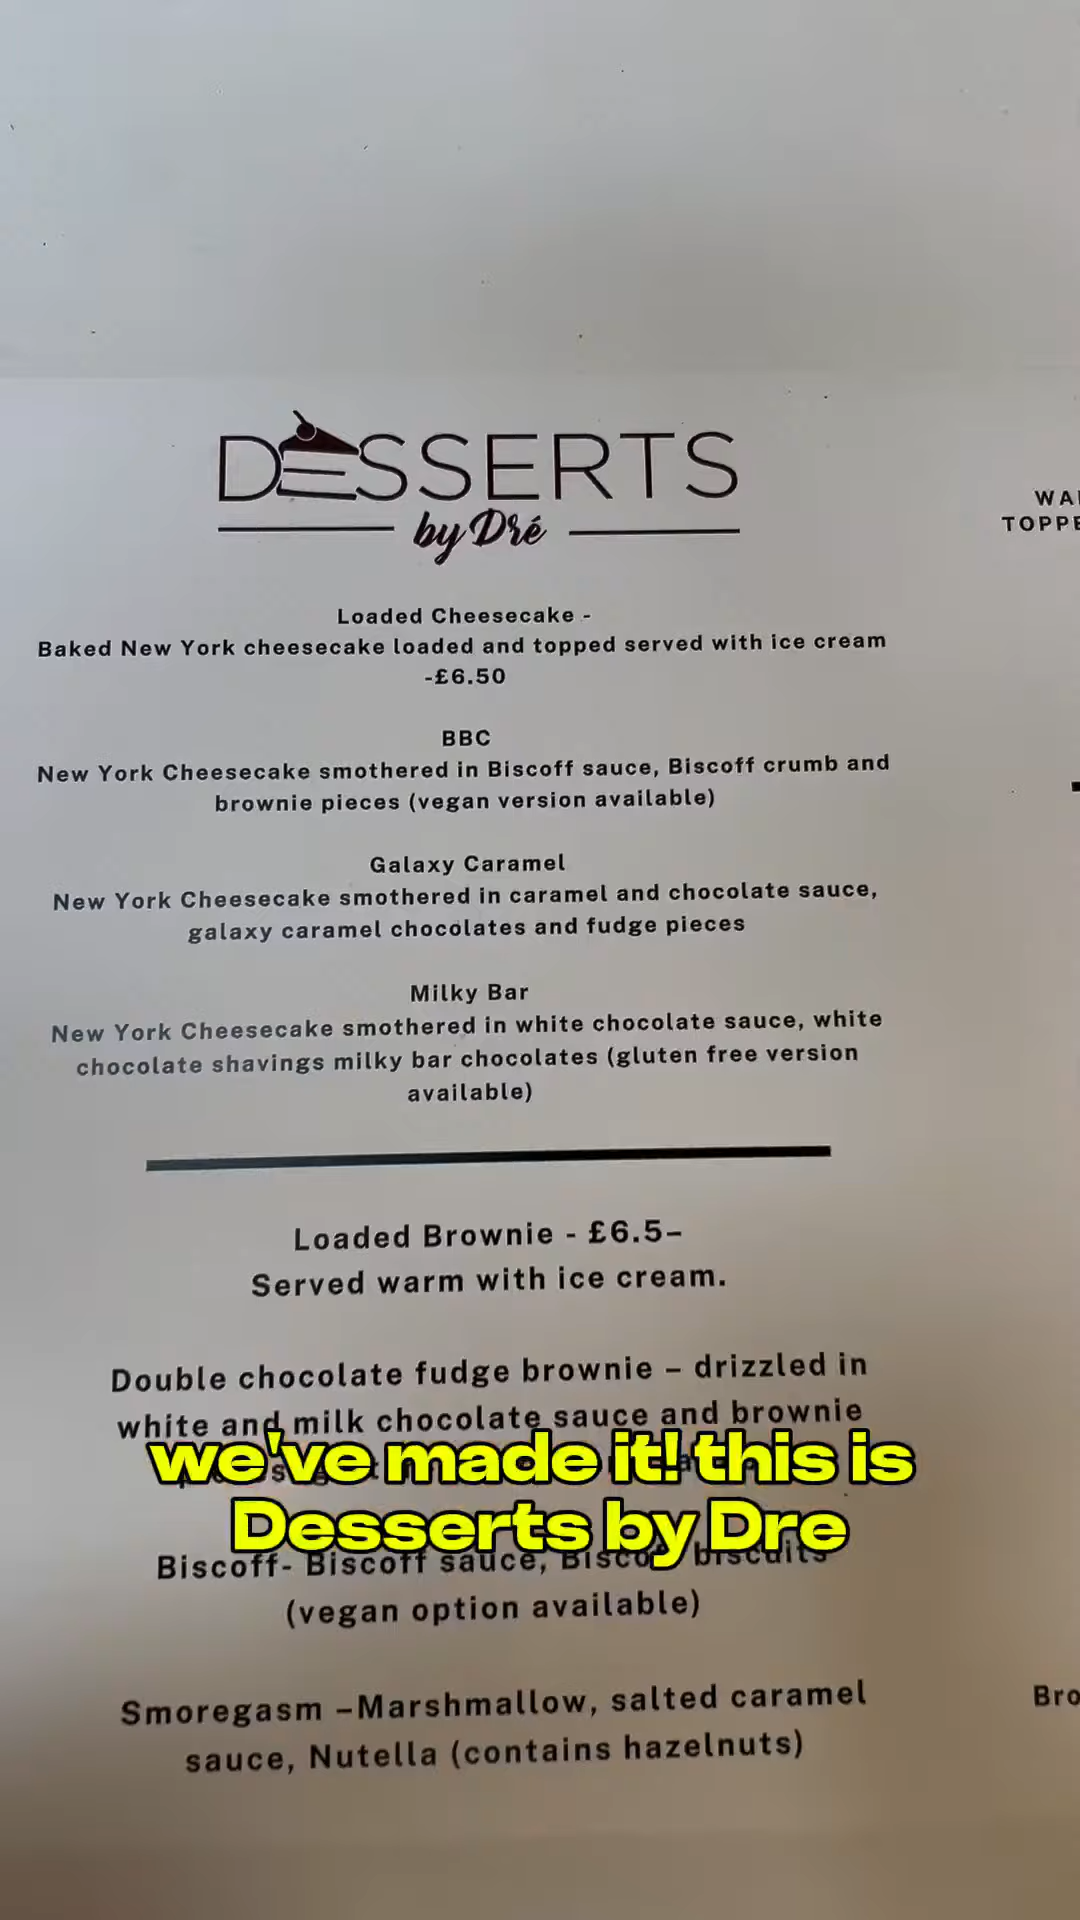 DESSERTS
by Dré
Loaded Cheesecake -
Baked New York cheesecake loaded and topped served with ice cream
-£6.50
BBC
New York Cheesecake smothered in Biscoff sauce, Biscoff crumb and
brownie pieces (vegan version available)
Galaxy Caramel
New York Cheesecake smothered in caramel and chocolate sauce,
galaxy caramel chocolates and fudge pieces
Milky Bar
New York Cheesecake smothered in white chocolate sauce, white
chocolate shavings milky bar chocolates (gluten free version
available)
Loaded Brownie - £6.5–
Served warm with ice cream.
Double chocolate fudge brownie – drizzled in
white and milk chocolate sauce and brownie
we've made it! this is
Desserts by Dre
Biscoff- Biscoff sauce, Biscoff biscuits
(vegan option available)
Smoregasm –Marshmallow, salted caramel
sauce, Nutella (contains hazelnuts)